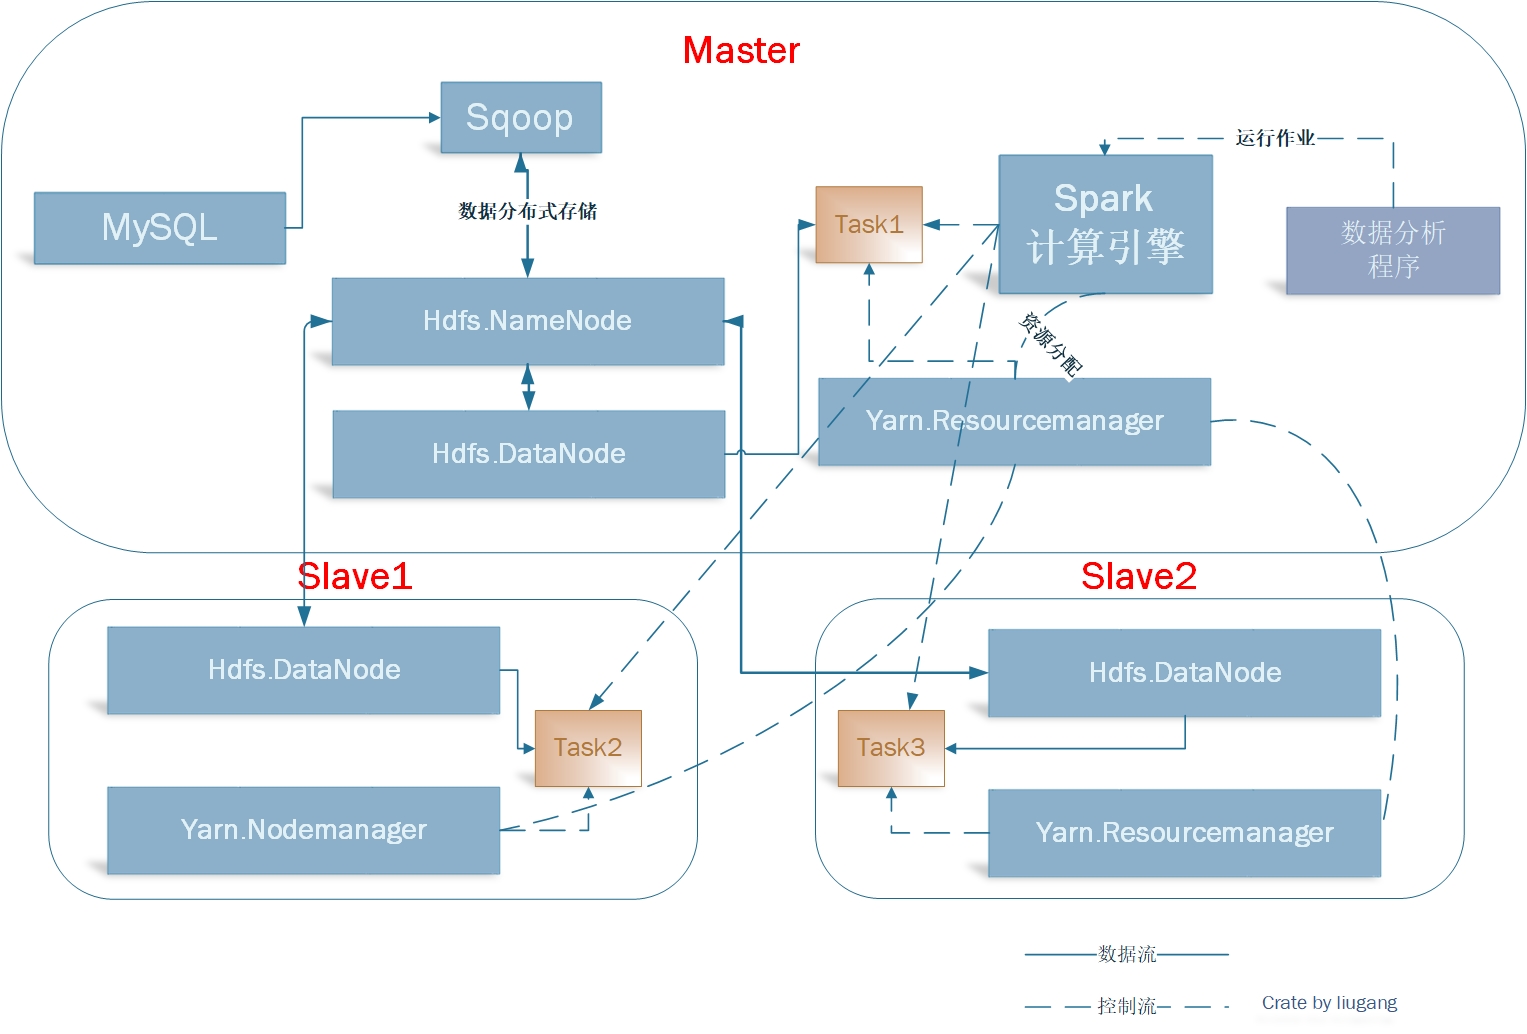 Master
Sqoop
运行作业
MySQL
数据分布式存储
Task1
Spark
计算引擎
数据分析
程序
Hdfs.NameNode
资源分配
Hdfs.DataNode
Yarn.Resourcemanager
Slave1
Slave2
Hdfs.DataNode
Hdfs.DataNode
Task2
Task3
Yarn.Nodemanager
Yarn.Resourcemanager
数据流
控制流
Crate by liugang